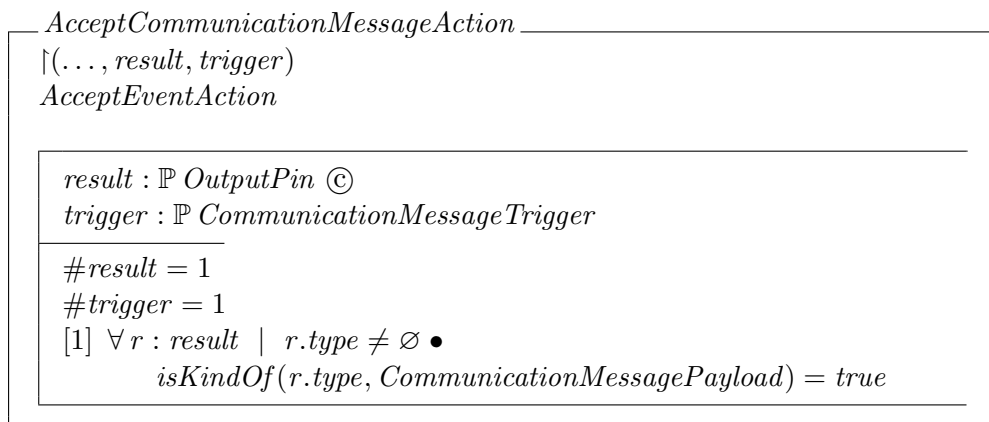 AcceptCommunicationMessageAction
↾(…, result, trigger)
AcceptEventAction
result : ℙ OutputPin ©
trigger : ℙ CommunicationMessageTrigger
#result = 1
#trigger = 1
[1] ∀ r : result | r.type ≠ ∅ •
isKindOf(r.type, CommunicationMessagePayload) = true